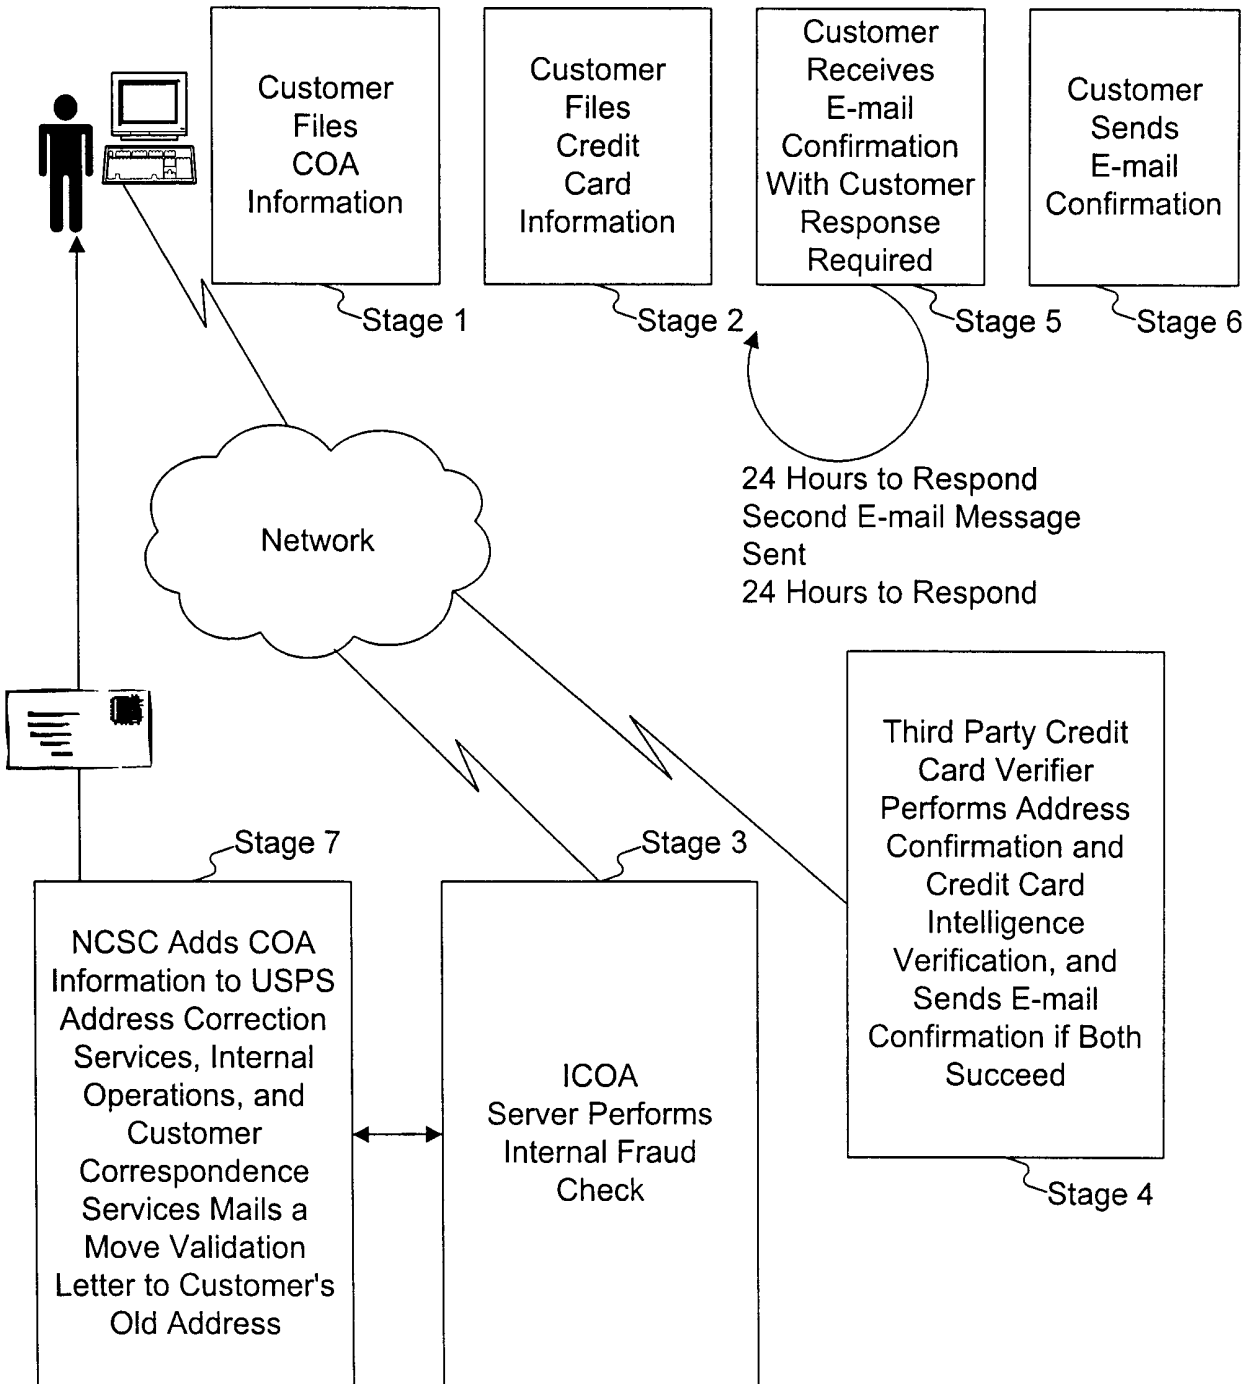 Customer
Files
COA
Information
Stage 1
Customer
Files
Credit
Card
Information
Stage 2
Customer
Receives
E-mail
Confirmation
With Customer
Response
Required
Stage 5
Customer
Sends
E-mail
Confirmation
Stage 6
24 Hours to Respond
Second E-mail Message
Sent
24 Hours to Respond
Network
Third Party Credit
Card Verifier
Performs Address
Confirmation and
Credit Card
Intelligence
Verification, and
Sends E-mail
Confirmation if Both
Succeed
Stage 4
Stage 7
NCSC Adds COA
Information to USPS
Address Correction
Services, Internal
Operations, and
Customer
Correspondence
Services Mails a
Move Validation
Letter to Customer's
Old Address
Stage 3
ICOA
Server Performs
Internal Fraud
Check